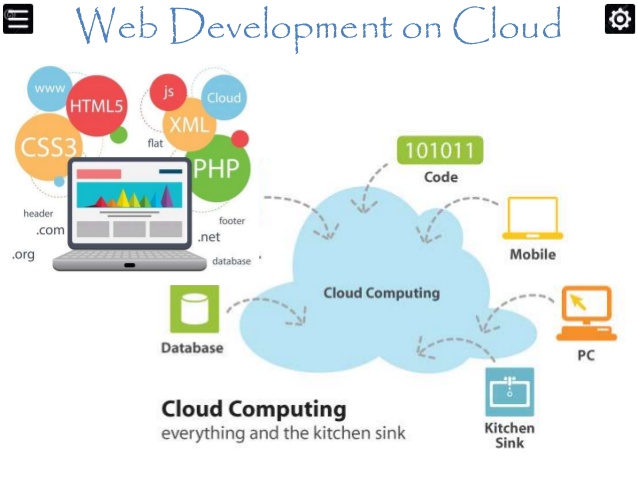 Web Development on Cloud
www
HTML5
js
Cloud
XML
CSS3
flat
PHP
101011
Code
header
.com
footer
.net
.org
database
Mobile
Cloud Computing
Database
PC
Cloud Computing
everything and the kitchen sink
Kitchen
Sink